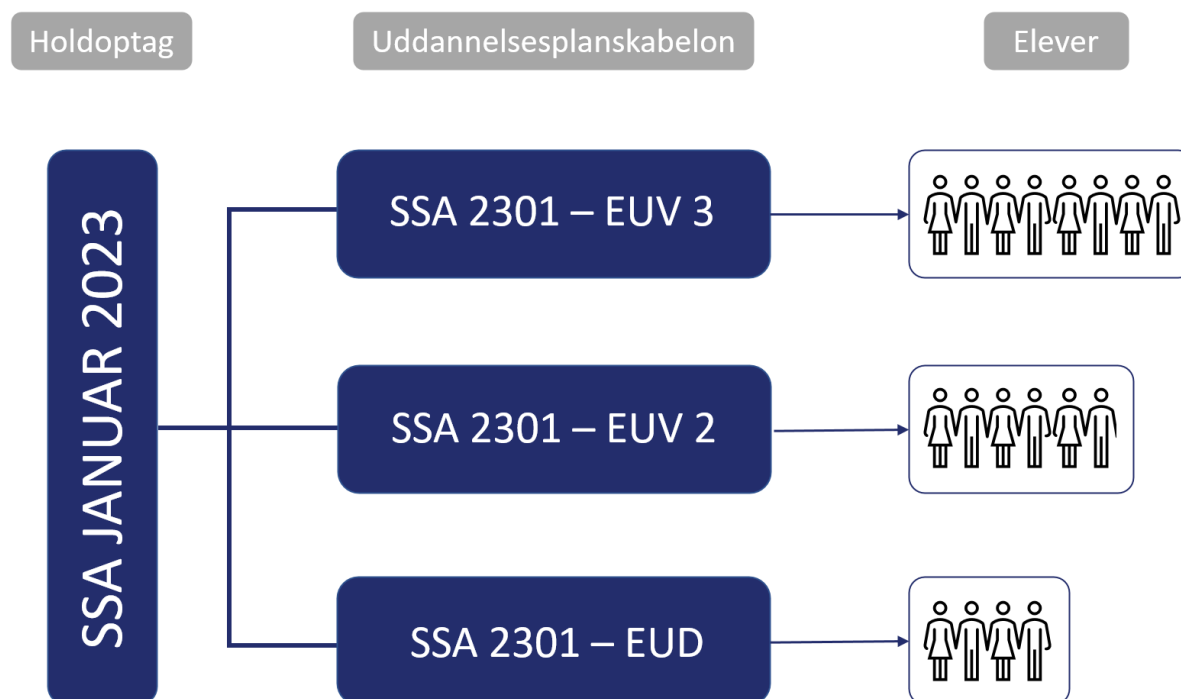 Holdoptag
Uddannelsesplanskabelon
Elever
SSA JANUAR 2023
SSA 2301 – EUV 3
SSA 2301 – EUV 2
SSA 2301 – EUD